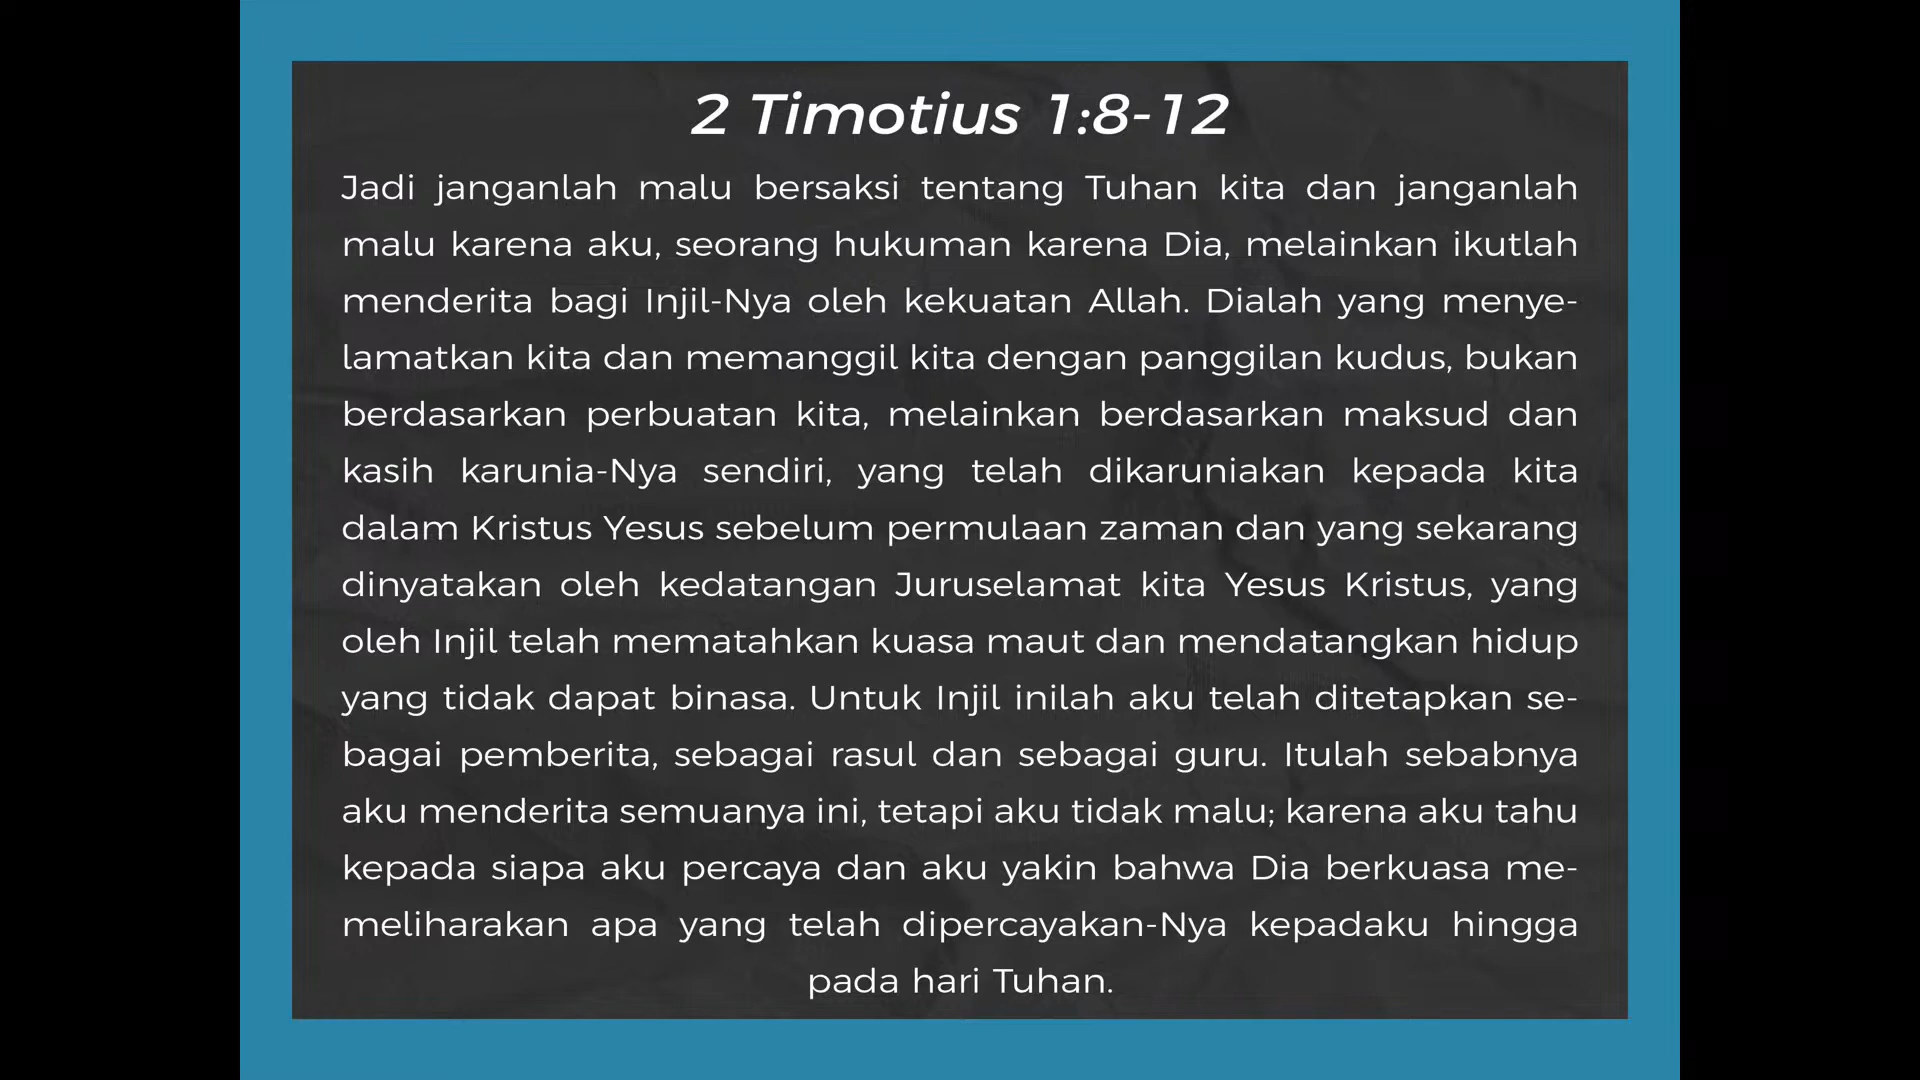 2 Timotius 1:8-12
Jadi janganlah malu bersaksi tentang Tuhan kita dan janganlah
malu karena aku, seorang hukuman karena Dia, melainkan ikutlah
menderita bagi Injil-Nya oleh kekuatan Allah. Dialah yang menye-
lamatkan kita dan memanggil kita dengan panggilan kudus, bukan
berdasarkan perbuatan kita, melainkan berdasarkan maksud dan
kasih karunia-Nya sendiri, yang telah dikaruniakan kepada kita
dalam Kristus Yesus sebelum permulaan zaman dan yang sekarang
dinyatakan oleh kedatangan Juruselamat kita Yesus Kristus, yang
oleh Injil telah mematahkan kuasa maut dan mendatangkan hidup
yang tidak dapat binasa. Untuk Injil inilah aku telah ditetapkan se-
bagai pemberita, sebagai rasul dan sebagai guru. Itulah sebabnya
aku menderita semuanya ini, tetapi aku tidak malu; karena aku tahu
kepada siapa aku percaya dan aku yakin bahwa Dia berkuasa me-
meliharakan apa yang telah dipercayakan-Nya kepadaku hingga
pada hari Tuhan.